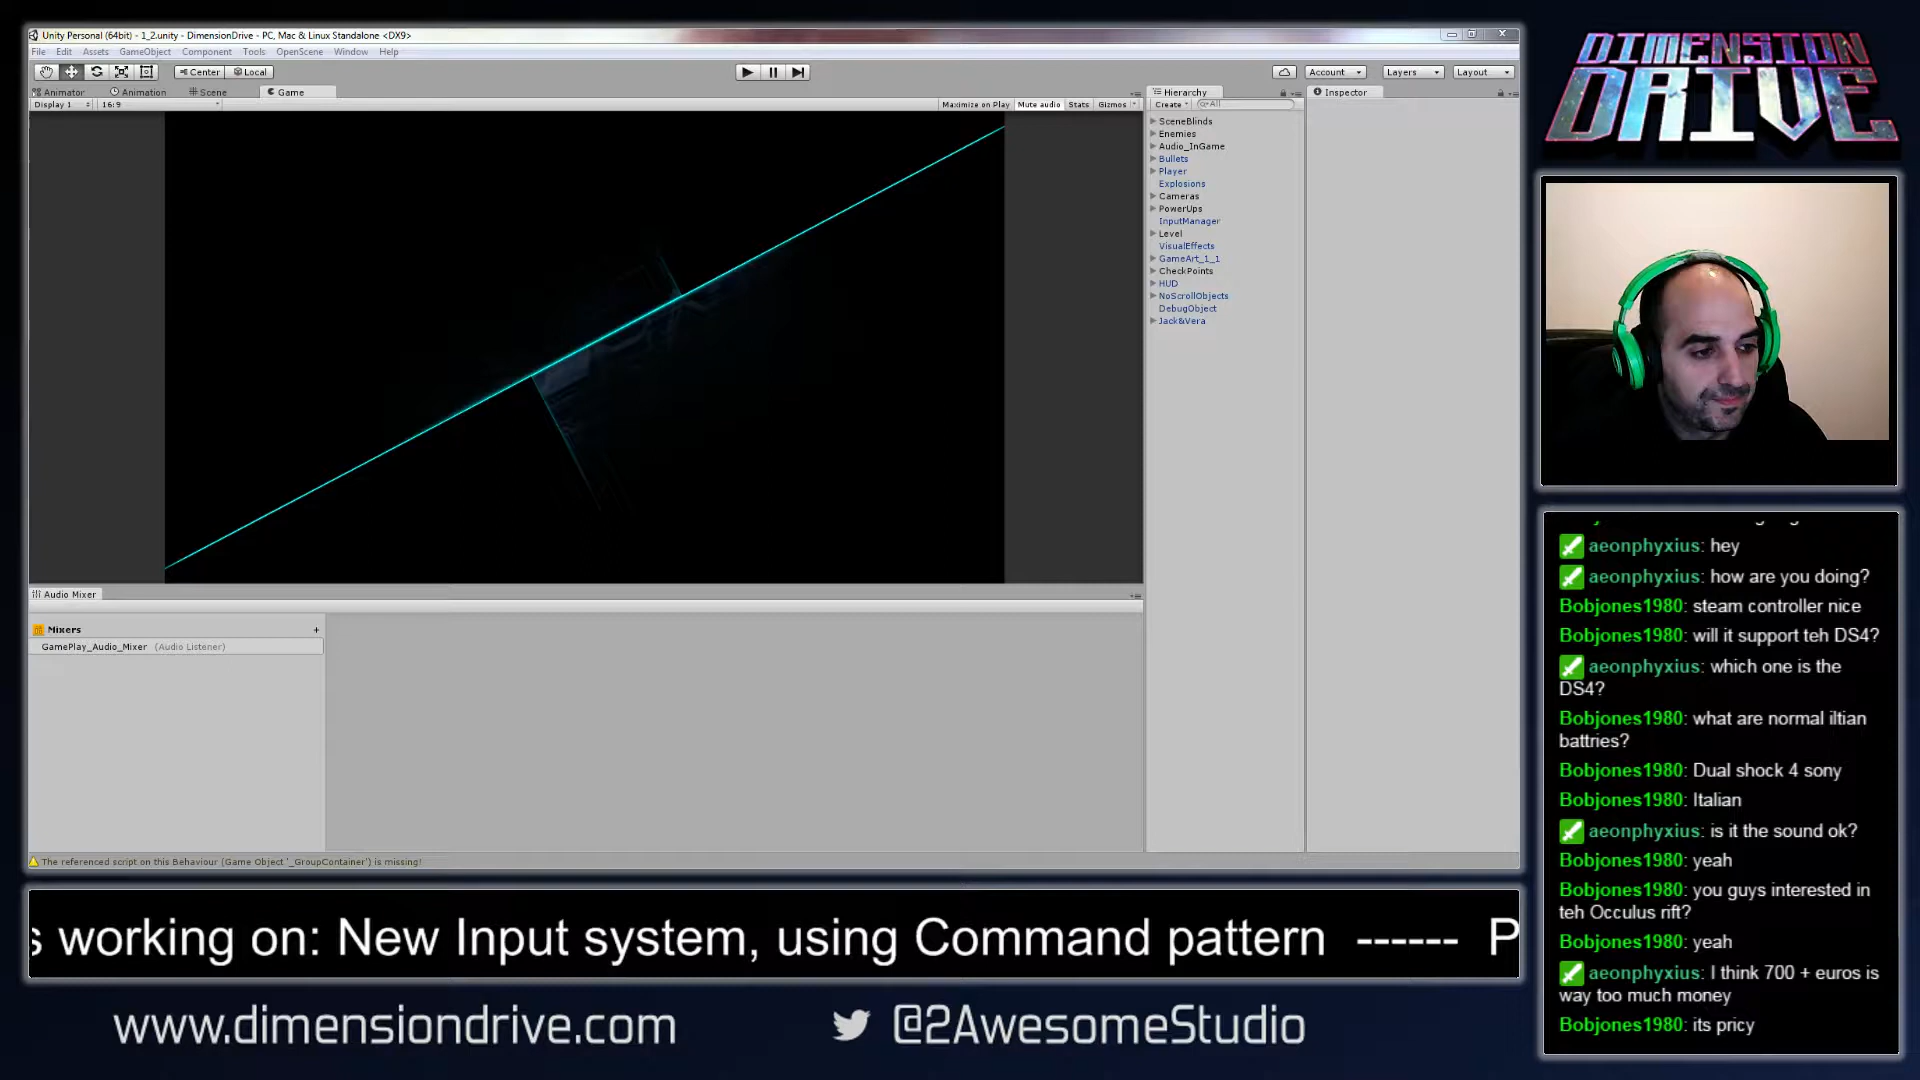 Unity Personal (64bit) - 1_2.unity - DimensionDrive - PC, Mac & Linux Standalone <DX9>
File Edit Assets GameObject Component Tools OpenScene Window Help
Center Local
Account Layers Layout
Animator Animation Scene Game
Display 1 16:9
Maximize on Play Mute audio Stats Gizmos
Hierarchy
Create All
SceneBlinds
Enemies
Audio_InGame
Bullets
Player
Explosions
Cameras
PowerUps
InputManager
Level
VisualEffects
GameArt_1_1
CheckPoints
HUD
NoScrollObjects
DebugObject
Jack&Vera
Inspector
Audio Mixer
Mixers +
GamePlay_Audio_Mixer (Audio Listener)
The referenced script on this Behaviour (Game Object '_GroupContainer') is missing!
DIMENSION
DRIVE
aeonphyxius: hey
aeonphyxius: how are you doing?
Bobjones1980: steam controller nice
Bobjones1980: will it support teh DS4?
aeonphyxius: which one is the
DS4?
Bobjones1980: what are normal iltian
battries?
Bobjones1980: Dual shock 4 sony
Bobjones1980: Italian
aeonphyxius: is it the sound ok?
Bobjones1980: yeah
Bobjones1980: you guys interested in
teh Occulus rift?
Bobjones1980: yeah
aeonphyxius: I think 700 + euros is
way too much money
Bobjones1980: its pricy
s working on: New Input system, using Command pattern ------ P
www.dimensiondrive.com
@2AwesomeStudio